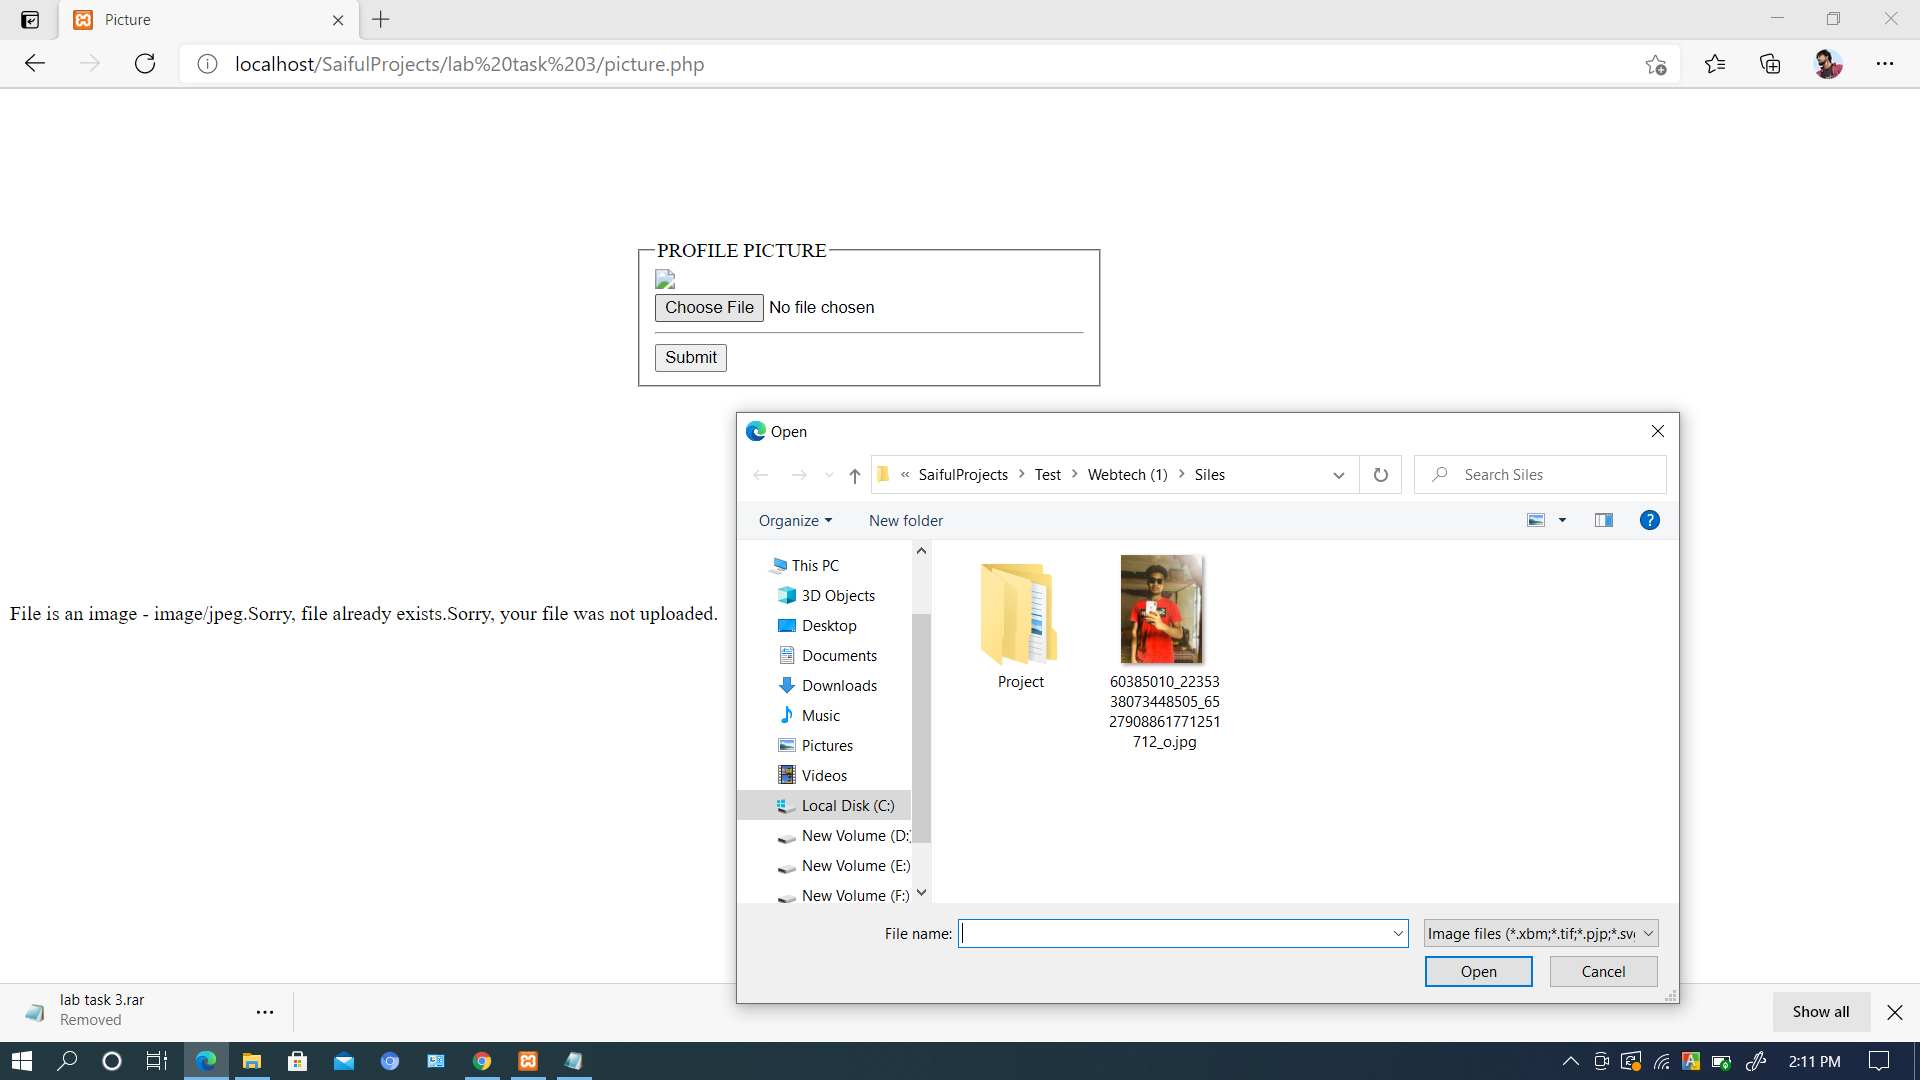 Picture
localhost/SaifulProjects/lab%20task%203/picture.php
PROFILE PICTURE
Choose File No file chosen
Submit
File is an image - image/jpeg.Sorry, file already exists.Sorry, your file was not uploaded.
Open
« SaifulProjects > Test > Webtech (1) > Siles
Search Siles
Organize
New folder
?
This PC
3D Objects
Desktop
Documents
Downloads
Music
Pictures
Videos
Local Disk (C:)
New Volume (D:)
New Volume (E:)
New Volume (F:)
Project
60385010_22353
38073448505_65
27908861771251
712_o.jpg
File name:
Image files (*.xbm;*.tif;*.pjp;*.sv
Open
Cancel
lab task 3.rar
Removed
Show all
2:11 PM